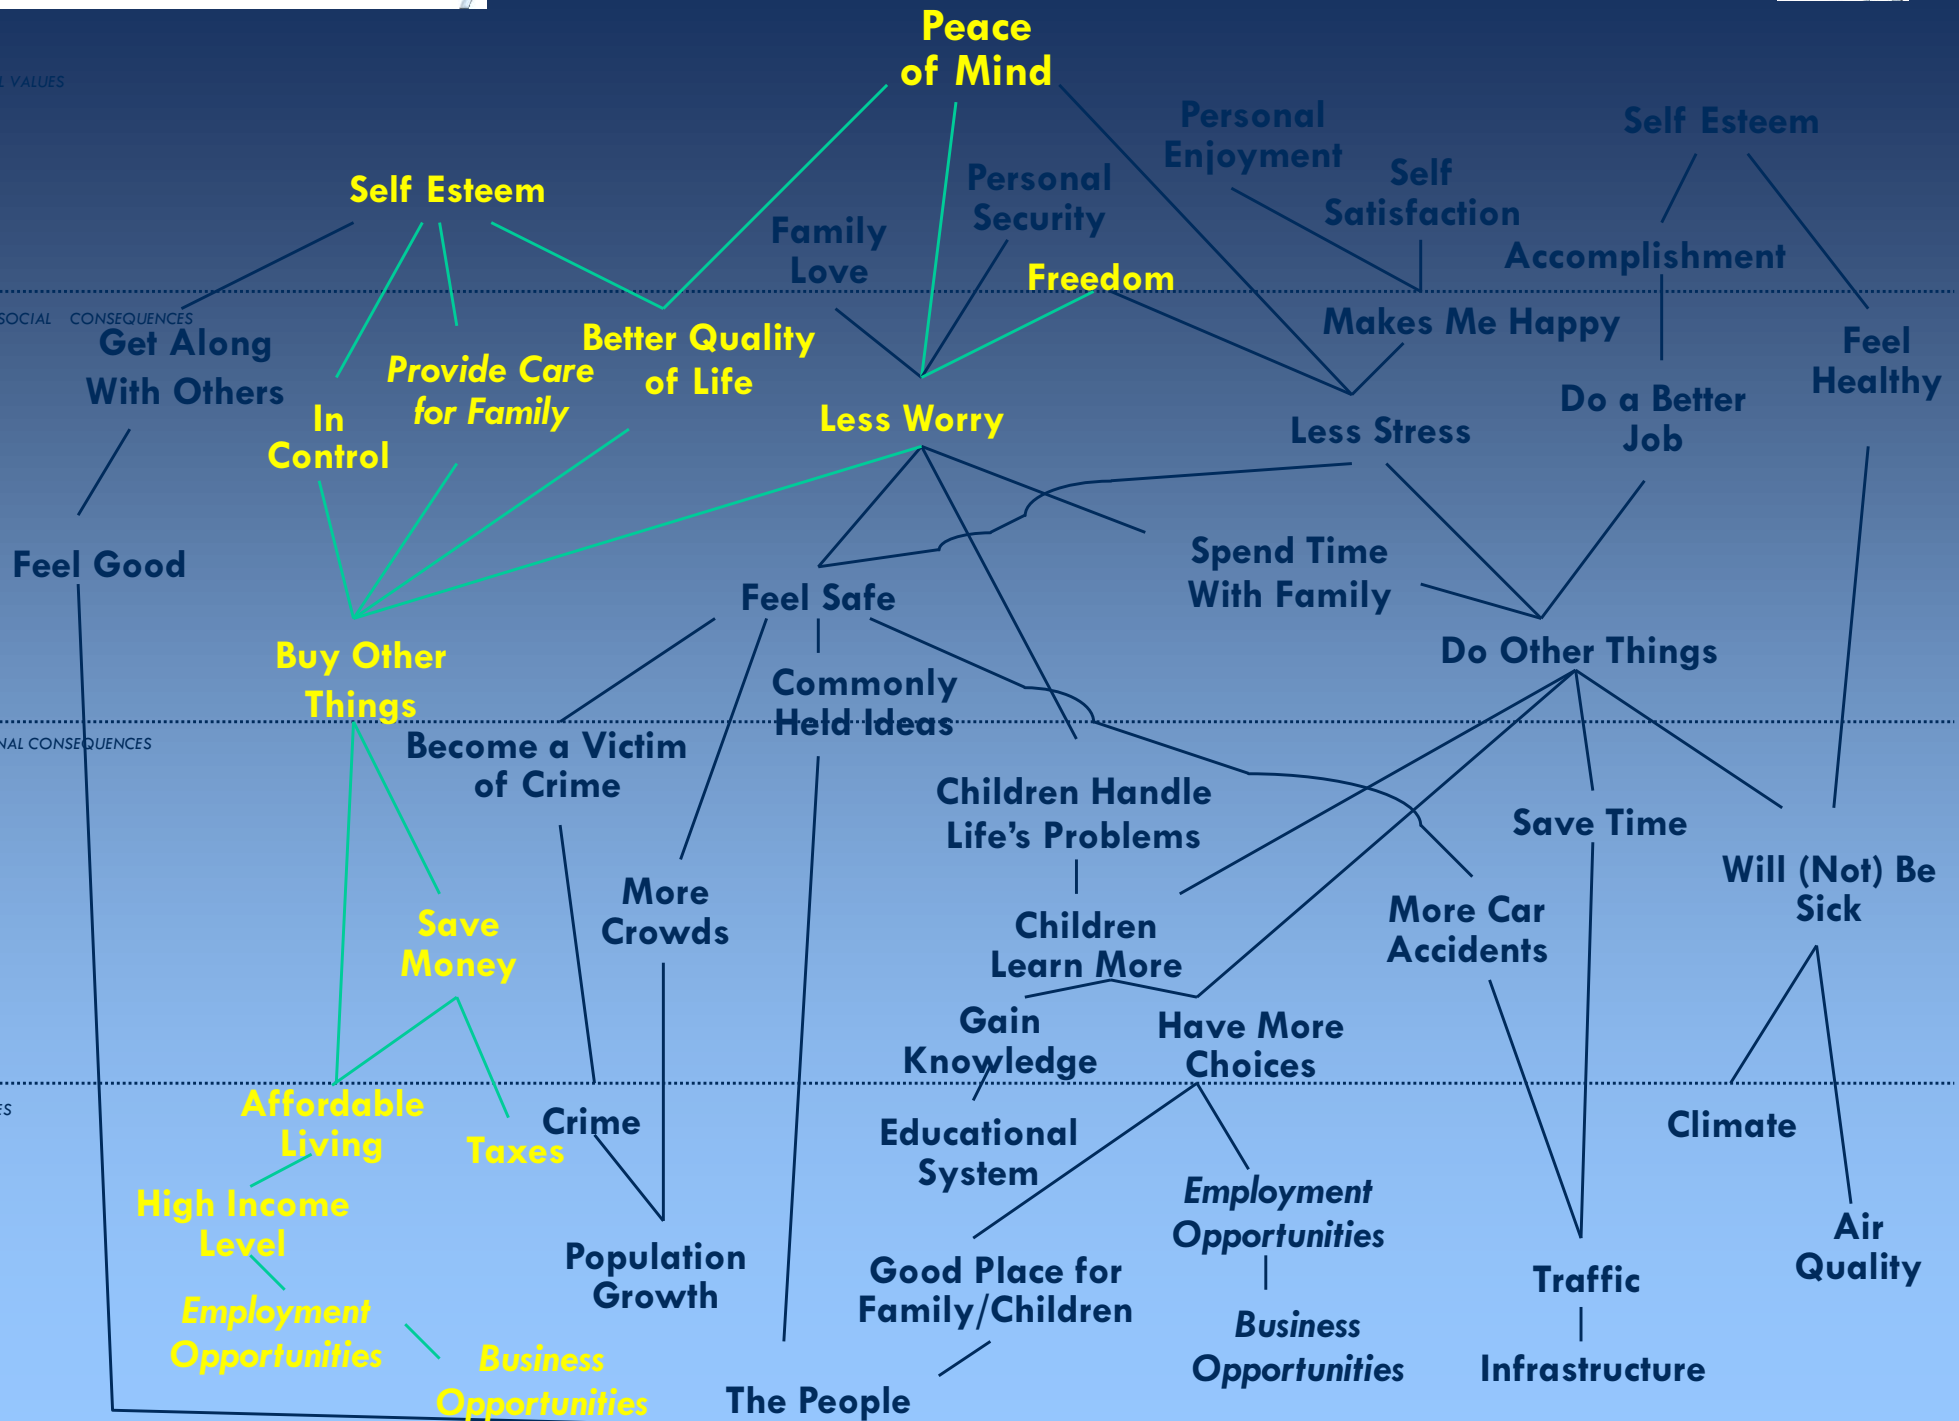 Peace
of Mind
L VALUES
Personal
Enjoyment
Self Esteem
Self
Satisfaction
Personal
Security
Self Esteem
Family
Love
Accomplishment
Freedom
SOCIAL CONSEQUENCES
Get Along
With Others
Makes Me Happy
Better Quality
of Life
Feel
Healthy
Provide Care
for Family
In
Control
Less Worry
Less Stress
Do a Better
Job
Feel Good
Spend Time
With Family
Feel Safe
Buy Other
Things
Do Other Things
Commonly
Held Ideas
NAL CONSEQUENCES
Become a Victim
of Crime
Children Handle
Life's Problems
Save Time
Will (Not) Be
Sick
More
Crowds
Save
Money
Children
Learn More
More Car
Accidents
Gain
Knowledge
Have More
Choices
ES
Affordable
Living
Taxes
Crime
Educational
System
Climate
High Income
Level
Employment
Opportunities
Population
Growth
Good Place for
Family/Children
Traffic
Air
Quality
Employment
Opportunities
Business
Opportunities
Business
Opportunities
The People
Infrastructure